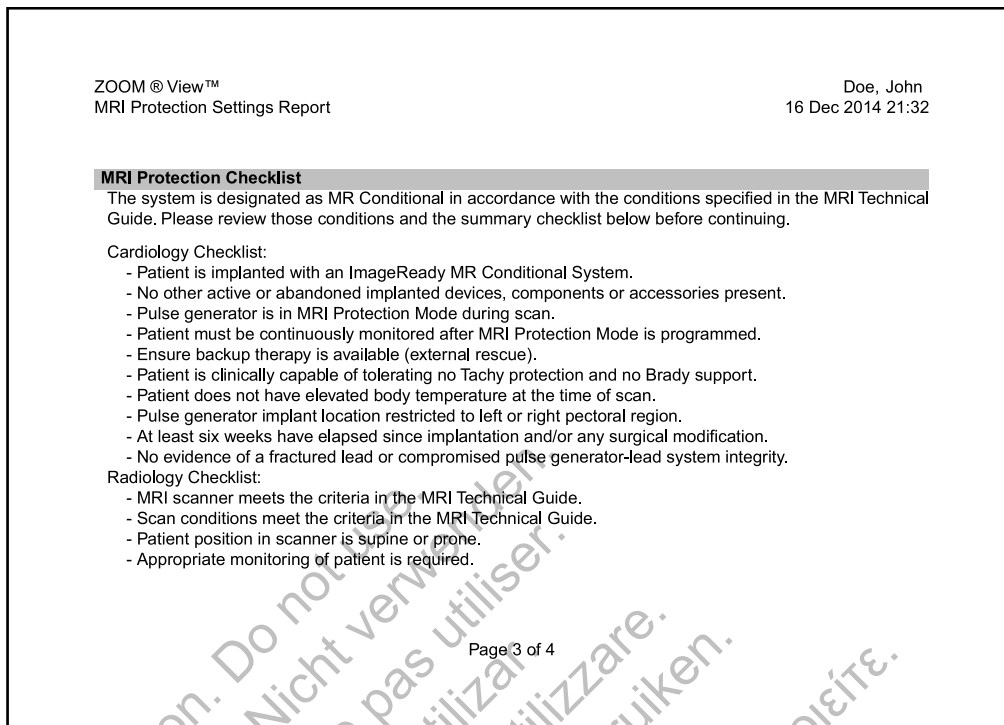 ZOOM ® View™
Doe, John
MRI Protection Settings Report
16 Dec 2014 21:32
MRI Protection Checklist
The system is designated as MR Conditional in accordance with the conditions specified in the MRI Technical
Guide. Please review those conditions and the summary checklist below before continuing.
Cardiology Checklist:
- Patient is implanted with an ImageReady MR Conditional System.
- No other active or abandoned implanted devices, components or accessories present.
- Pulse generator is in MRI Protection Mode during scan.
- Patient must be continuously monitored after MRI Protection Mode is programmed.
- Ensure backup therapy is available (external rescue).
- Patient is clinically capable of tolerating no Tachy protection and no Brady support.
- Patient does not have elevated body temperature at the time of scan.
- Pulse generator implant location restricted to left or right pectoral region.
- At least six weeks have elapsed since implantation and/or any surgical modification.
- No evidence of a fractured lead or compromised pulse generator-lead system integrity.
Radiology Checklist:
- MRI scanner meets the criteria in the MRI Technical Guide.
- Scan conditions meet the criteria in the MRI Technical Guide.
- Patient position in scanner is supine or prone.
- Appropriate monitoring of patient is required.
Page 3 of 4
Do not use.
Nicht verwenden.
pas utiliser.